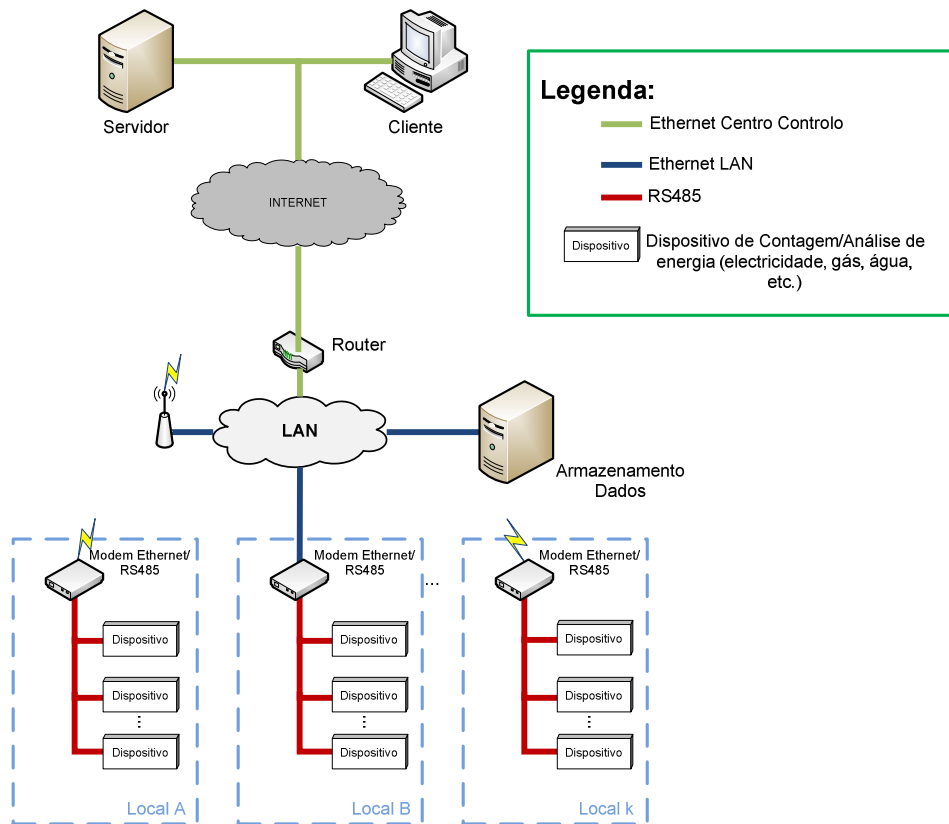 Servidor
Cliente
Legenda:
Ethernet Centro Controlo
Ethernet LAN
RS485
Dispositivo
Dispositivo de Contagem/Análise de
energia (electricidade, gás, água,
etc.)
INTERNET
Router
LAN
Armazenamento
Dados
Modem Ethernet/
RS485
Dispositivo
Dispositivo
...
Dispositivo
Local A
Modem Ethernet/
RS485
Dispositivo
Dispositivo
...
Dispositivo
Local B
...
Modem Ethernet/
RS485
Dispositivo
Dispositivo
...
Dispositivo
Local k